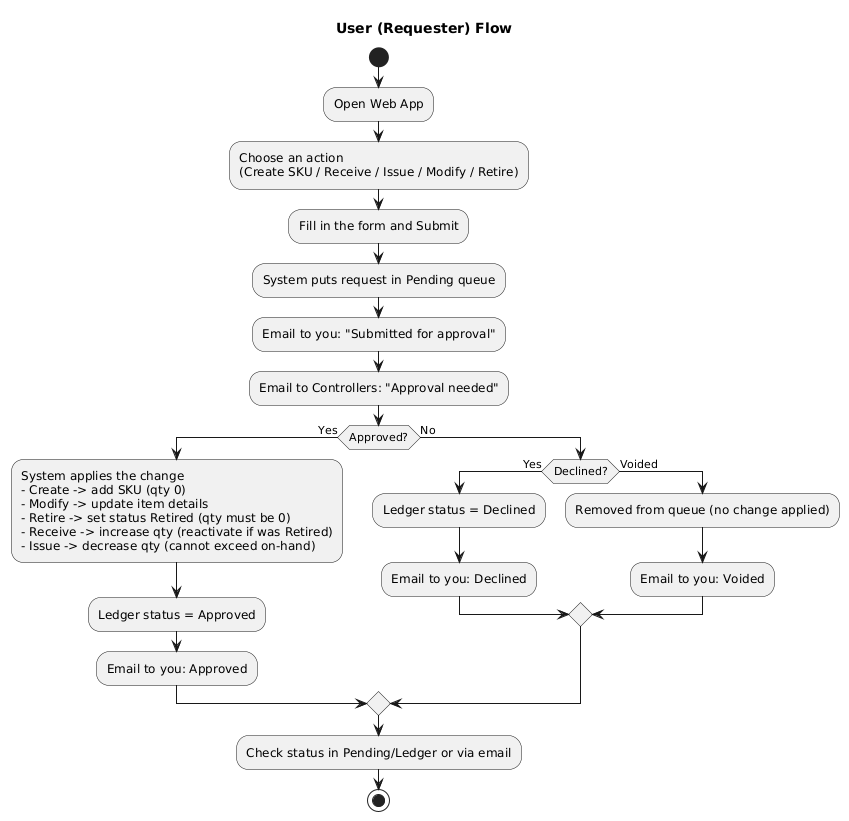 User (Requester) Flow
Open Web App
Choose an action
(Create SKU / Receive / Issue / Modify / Retire)
Fill in the form and Submit
System puts request in Pending queue
Email to you: "Submitted for approval"
Email to Controllers: "Approval needed"
Yes
Approved?
No
System applies the change
- Create -> add SKU (qty 0)
- Modify -> update item details
- Retire -> set status Retired (qty must be 0)
- Receive -> increase qty (reactivate if was Retired)
- Issue -> decrease qty (cannot exceed on-hand)
Ledger status = Approved
Email to you: Approved
Yes
Declined?
Voided
Ledger status = Declined
Email to you: Declined
Removed from queue (no change applied)
Email to you: Voided
Check status in Pending/Ledger or via email